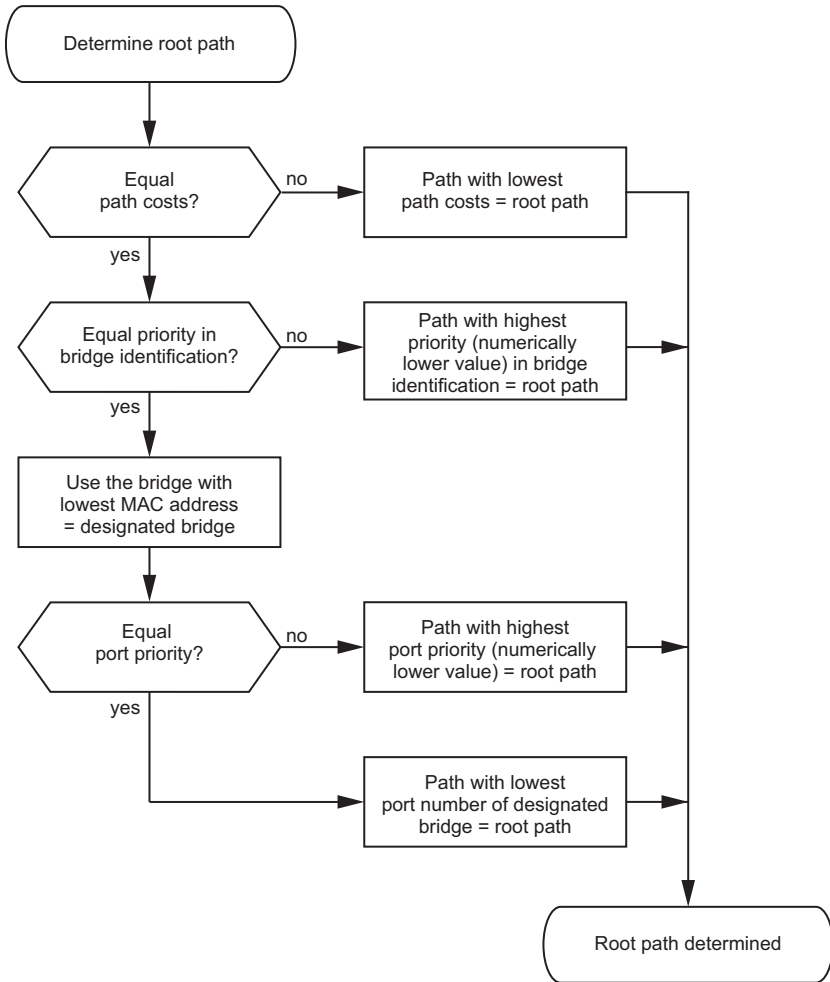 Determine root path
Equal
path costs?
no
Path with lowest
path costs = root path
yes
Equal priority in
bridge identification?
no
Path with highest
priority (numerically
lower value) in bridge
identification = root path
yes
Use the bridge with
lowest MAC address
= designated bridge
Equal
port priority?
no
Path with highest
port priority (numerically
lower value) = root path
yes
Path with lowest
port number of designated
bridge = root path
Root path determined